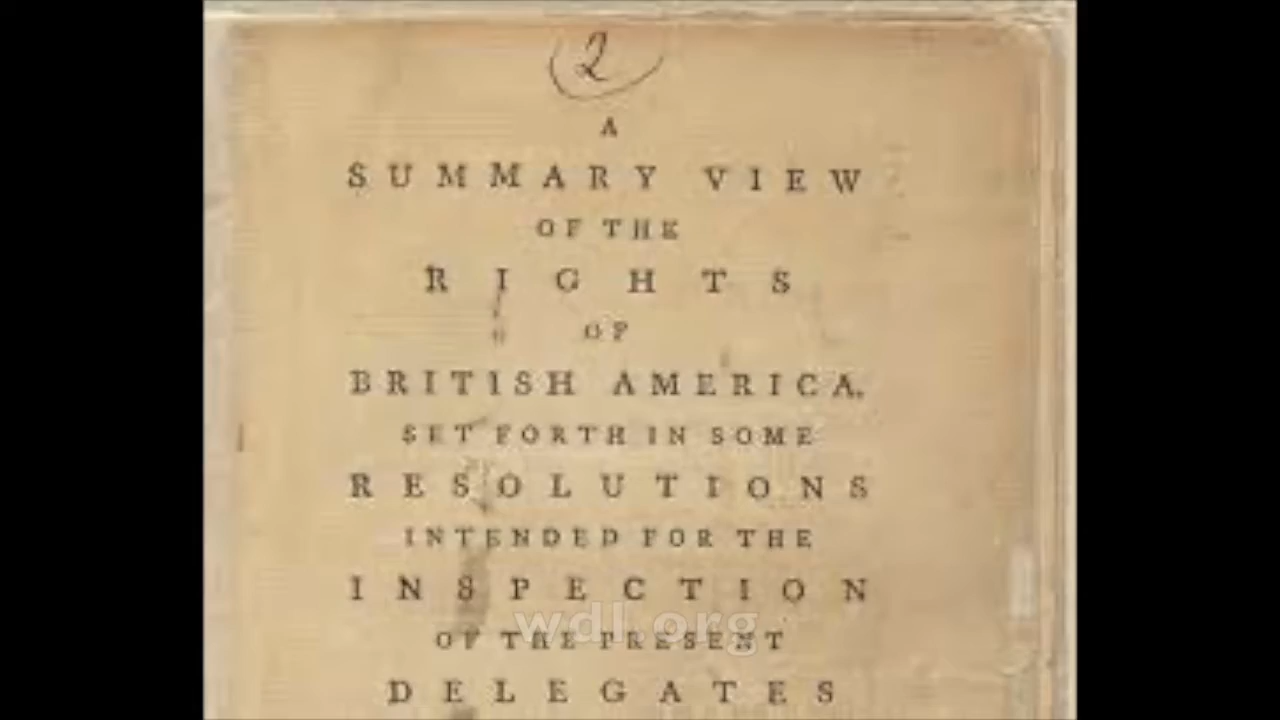 2
A
SUMMARY VIEW
OF THE
RIGHTS
OF
BRITISH AMERICA.
SET FORTH IN SOME
RESOLUTIONS
INTENDED FOR THE
INSPECTION
OF THE PRESENT
wdl.org
DELEGATES